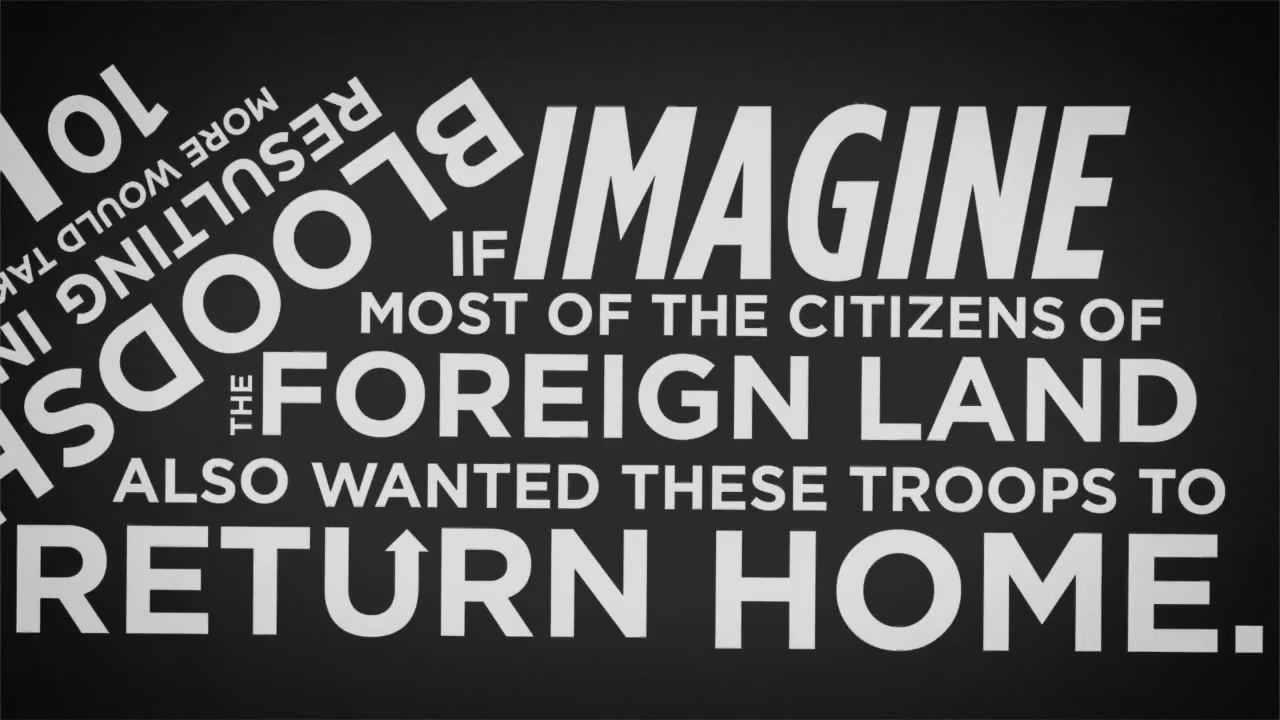 10
MORE WOULD
RESULTING IN
BLOODSH
IF IMAGINE
MOST OF THE CITIZENS OF
THE FOREIGN LAND
ALSO WANTED THESE TROOPS TO
RETURN HOME.